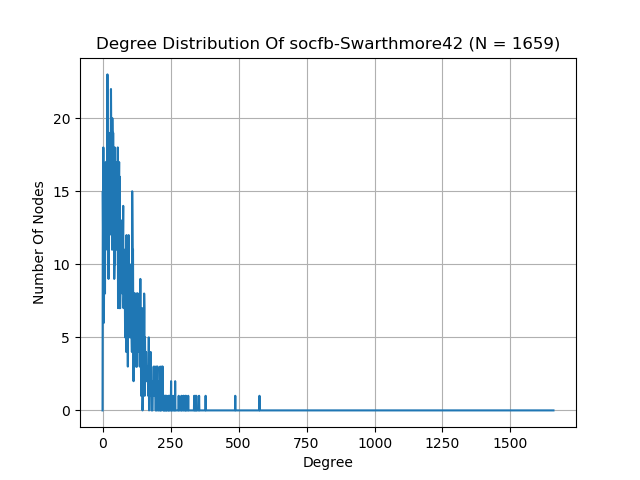 Degree Distribution Of socfb-Swarthmore42 (N = 1659)
Number Of Nodes
20
15
10
5
0
0 250 500 750 1000 1250 1500
Degree